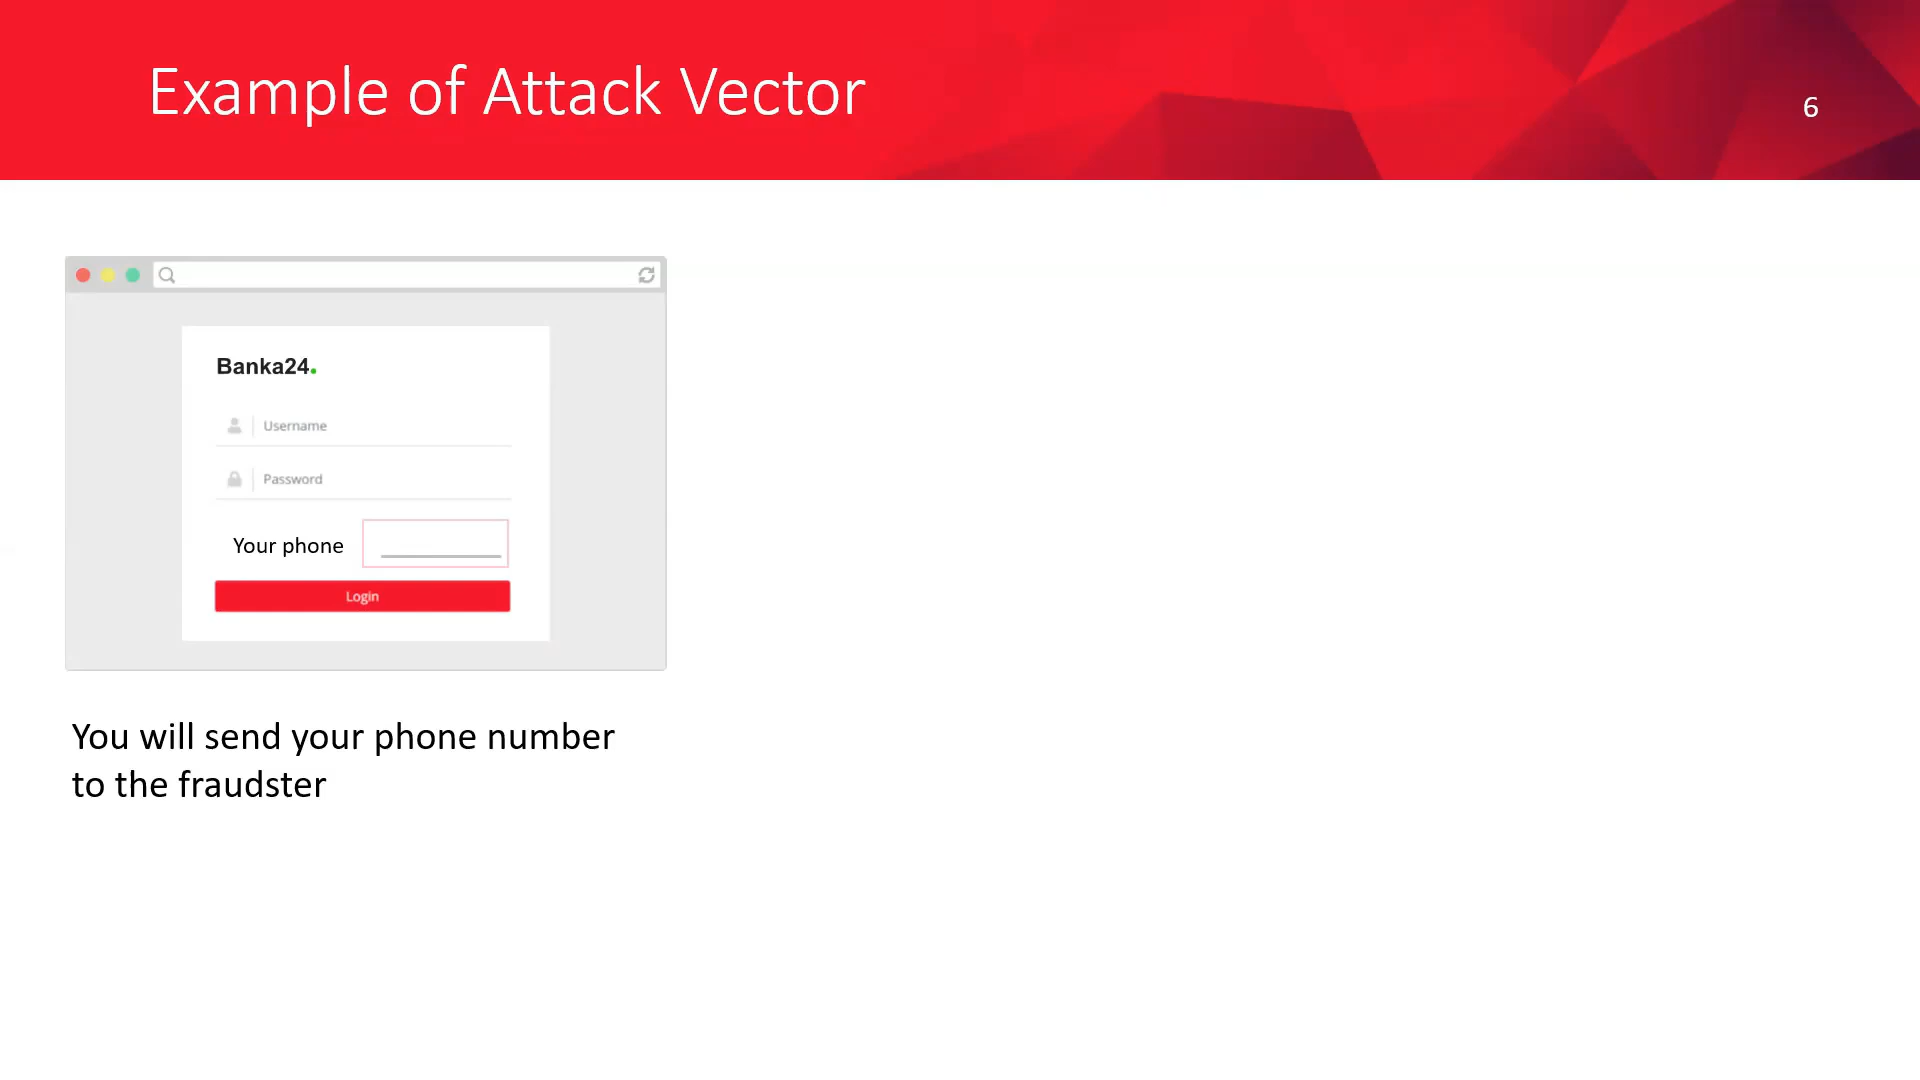 Example of Attack Vector
6
Banka24.
Username
Password
Your phone
Login
You will send your phone number
to the fraudster